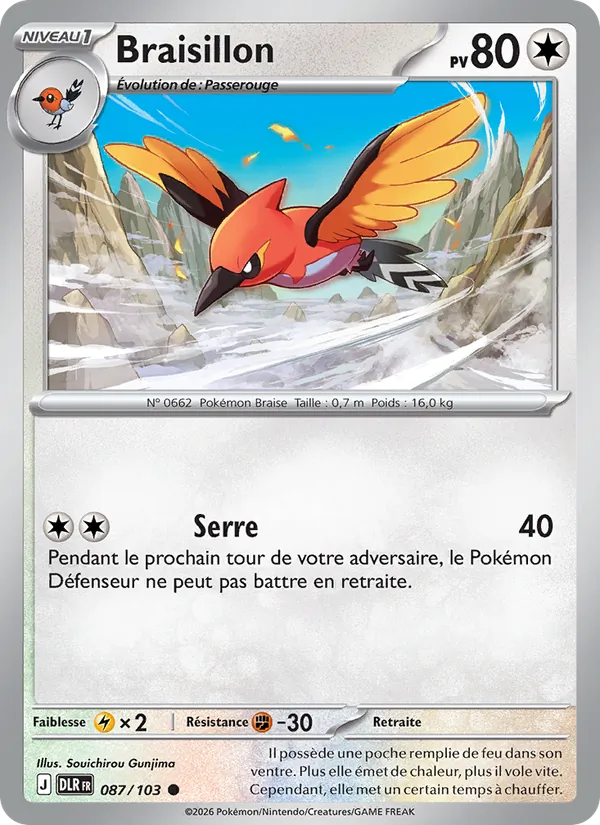 NIVEAU 1
Braisillon
PV 80
Évolution de : Passerouge
N° 0662 Pokémon Braise Taille : 0,7 m Poids : 16,0 kg
Serre 40
Pendant le prochain tour de votre adversaire, le Pokémon
Défenseur ne peut pas battre en retraite.
Faiblesse × 2 Résistance -30 Retraite
Illus. Souichirou Gunjima
Il possède une poche remplie de feu dans son
ventre. Plus elle émet de chaleur, plus il vole vite.
Cependant, elle met un certain temps à chauffer.
J DLR FR 087/103
©2026 Pokémon/Nintendo/Creatures/GAME FREAK